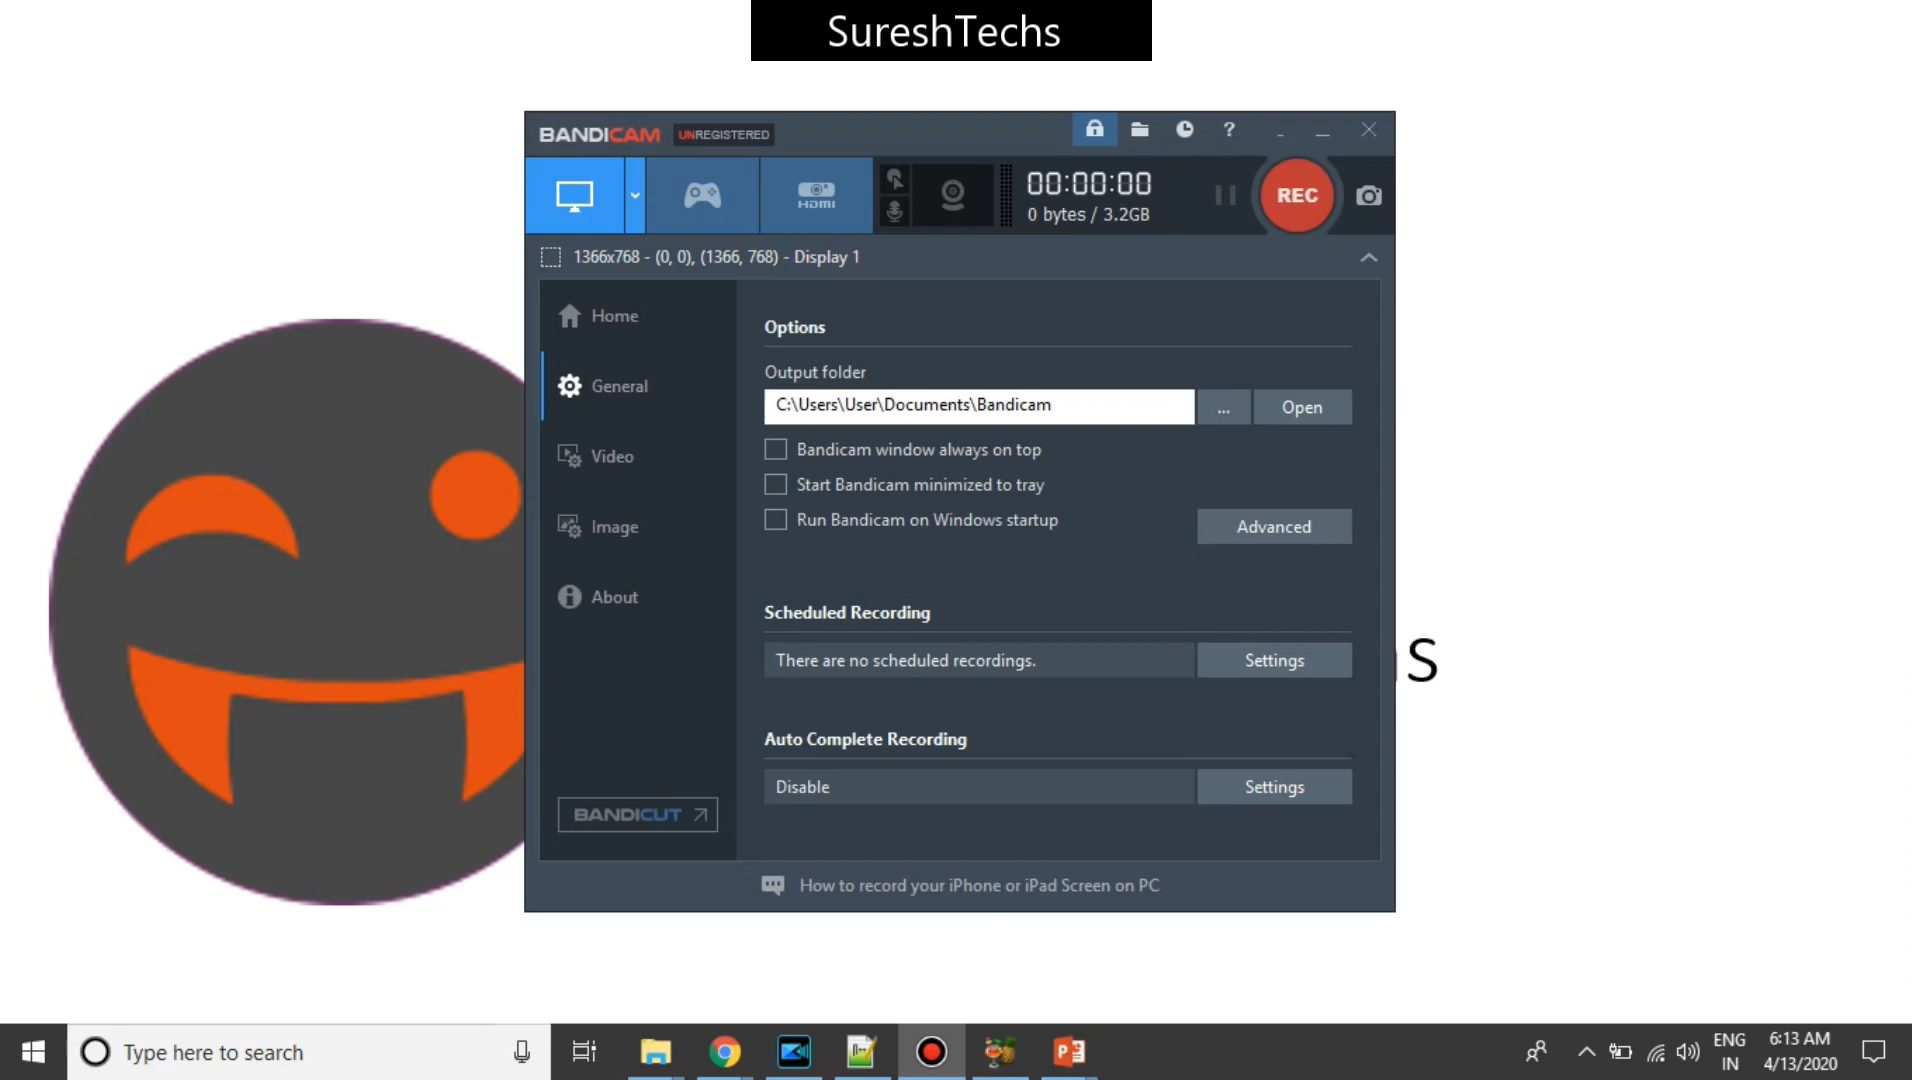 SureshTechs
BANDICAM UNREGISTERED ?
HDMI
00:00:00
0 bytes / 3.2GB
REC
1366x768 - (0, 0), (1366, 768) - Display 1
Home
General
Video
Image
About
BANDICUT
Options
Output folder
C:\Users\User\Documents\Bandicam ... Open
Bandicam window always on top
Start Bandicam minimized to tray
Run Bandicam on Windows startup
Advanced
Scheduled Recording
There are no scheduled recordings. Settings
Auto Complete Recording
Disable Settings
How to record your iPhone or iPad Screen on PC
s
Type here to search
ENG
IN
6:13 AM
4/13/2020